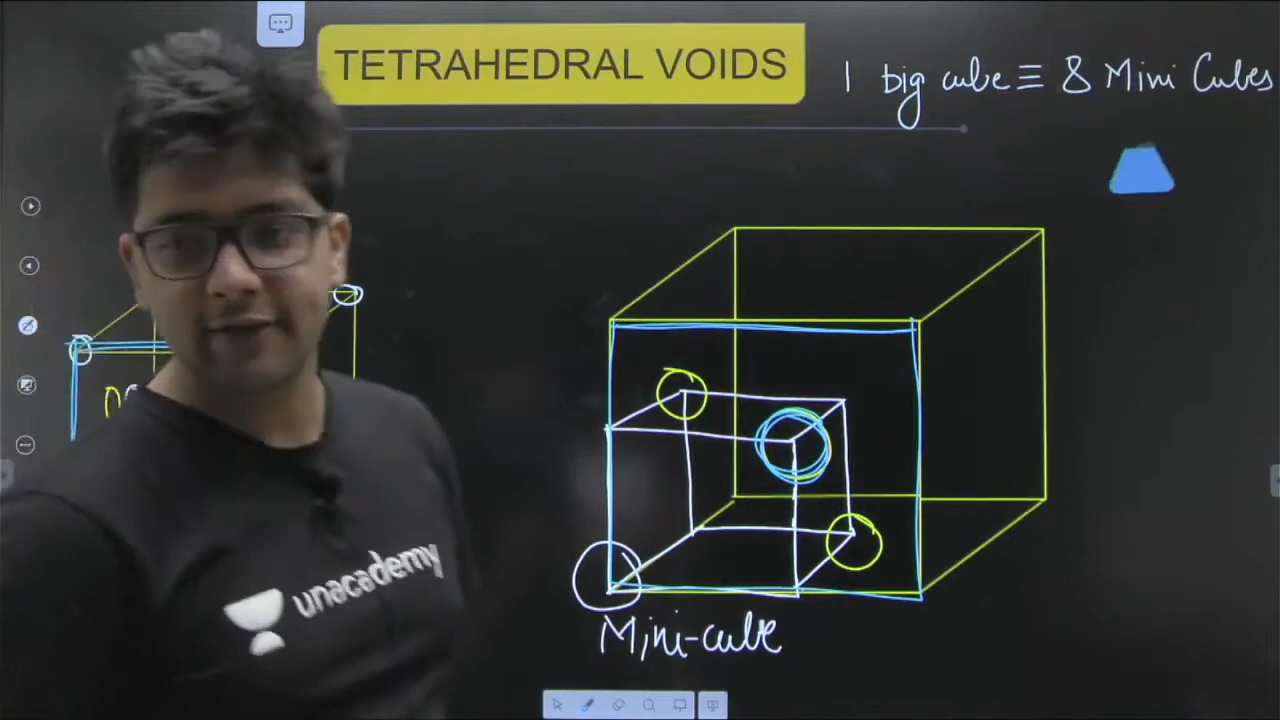 TETRAHEDRAL VOIDS
1 big cube ≡ 8 Mini Cubes
unacademy
Mini-cube